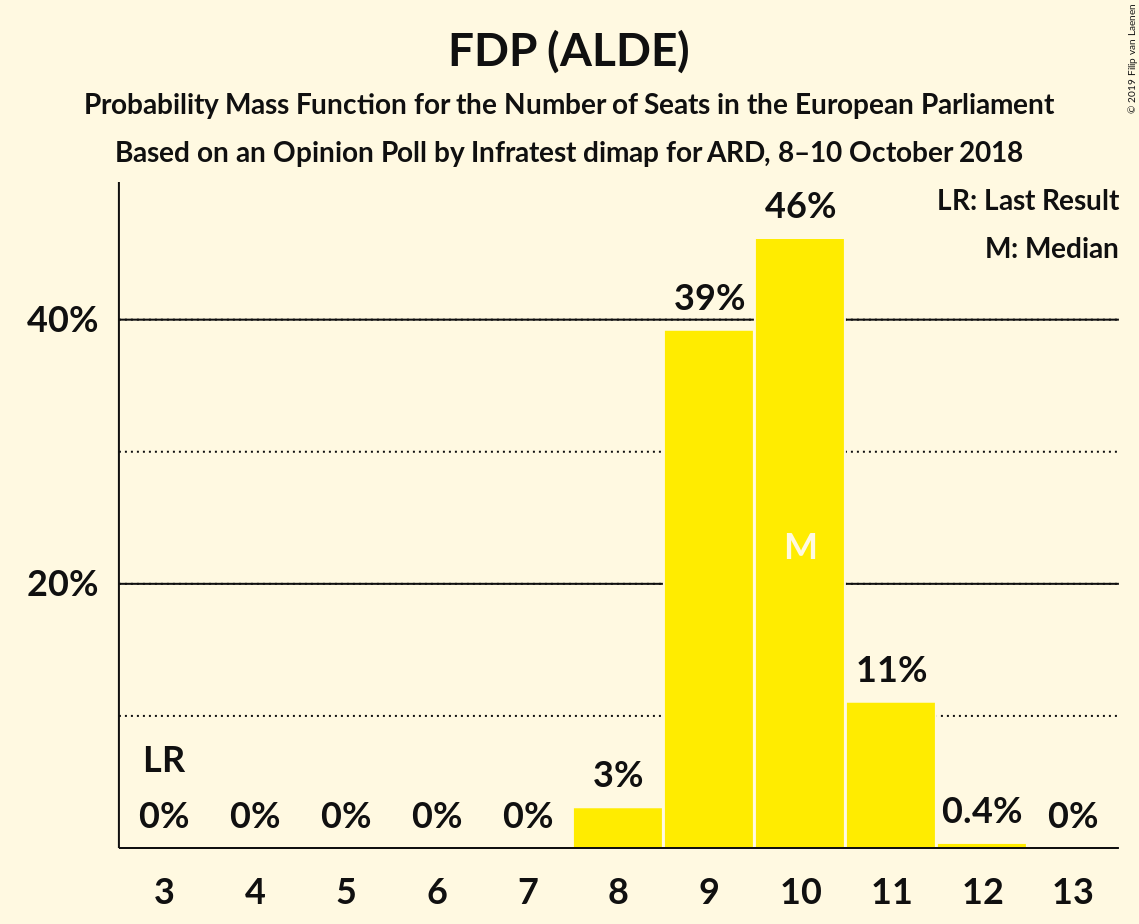 FDP (ALDE)
Probability Mass Function for the Number of Seats in the European Parliament
Based on an Opinion Poll by Infratest dimap for ARD, 8–10 October 2018
© 2019 Filip van Laenen
LR: Last Result
M: Median
46%
39%
40%
M
20%
11%
LR
3%
0% 0% 0% 0% 0% 0.4% 0%
3 4 5 6 7 8 9 10 11 12 13